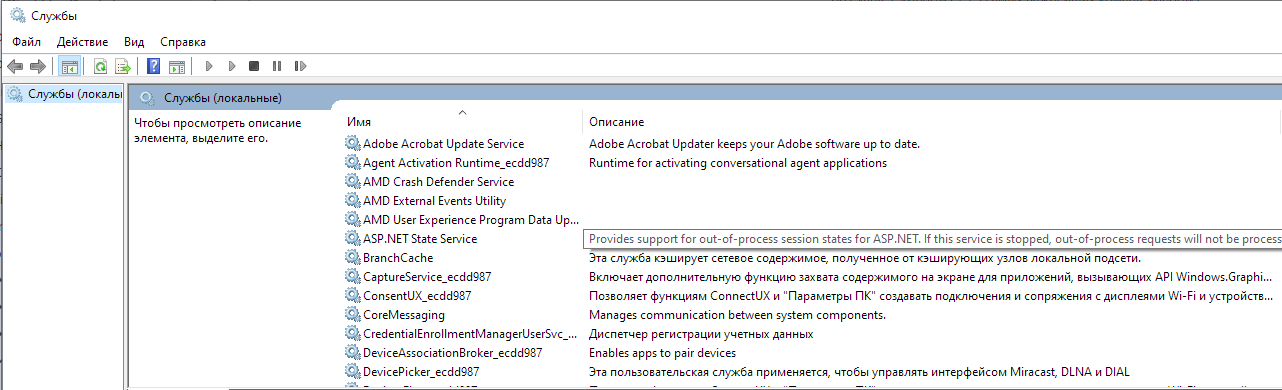 Службы
Файл Действие Вид Справка
Службы (локальн
Службы (локальные)
Чтобы просмотреть описание
элемента, выделите его.
Имя Описание
Adobe Acrobat Update Service Adobe Acrobat Updater keeps your Adobe software up to date.
Agent Activation Runtime_ecdd987 Runtime for activating conversational agent applications
AMD Crash Defender Service
AMD External Events Utility
AMD User Experience Program Data Up...
ASP.NET State Service Provides support for out-of-process session states for ASP.NET. If this service is stopped, out-of-process requests will not be process
BranchCache Эта служба кэширует сетевое содержимое, полученное от кэширующих узлов локальной подсети.
CaptureService_ecdd987 Включает дополнительную функцию захвата содержимого на экране для приложений, вызывающих API Windows.Graphi...
ConsentUX_ecdd987 Позволяет функциям ConnectUX и "Параметры ПК" создавать подключения и сопряжения с дисплеями Wi-Fi и устройств...
CoreMessaging Manages communication between system components.
CredentialEnrollmentManagerUserSvc_... Диспетчер регистрации учетных данных
DeviceAssociationBroker_ecdd987 Enables apps to pair devices
DevicePicker_ecdd987 Эта пользовательская служба применяется, чтобы управлять интерфейсом Miracast, DLNA и DIAL